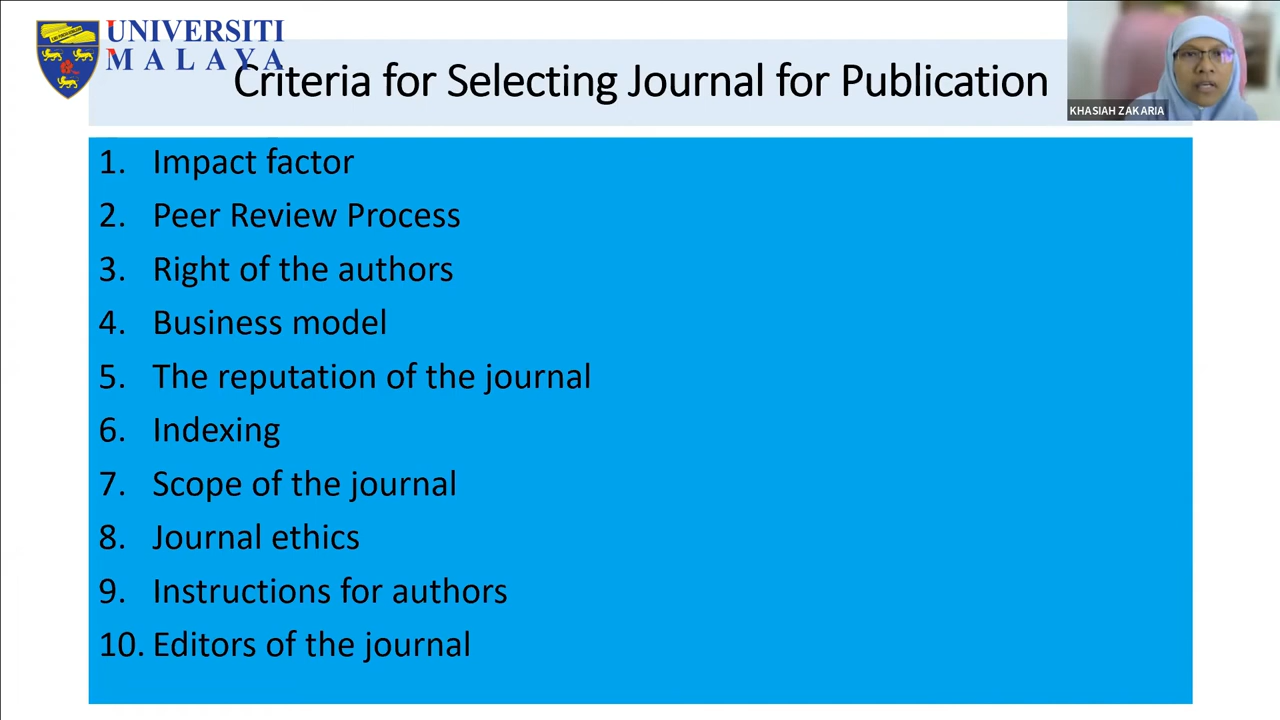 UNIVERSITI
MALAYA
Criteria for Selecting Journal for Publication
KHASIAH ZAKARIA
1. Impact factor
2. Peer Review Process
3. Right of the authors
4. Business model
5. The reputation of the journal
6. Indexing
7. Scope of the journal
8. Journal ethics
9. Instructions for authors
10. Editors of the journal